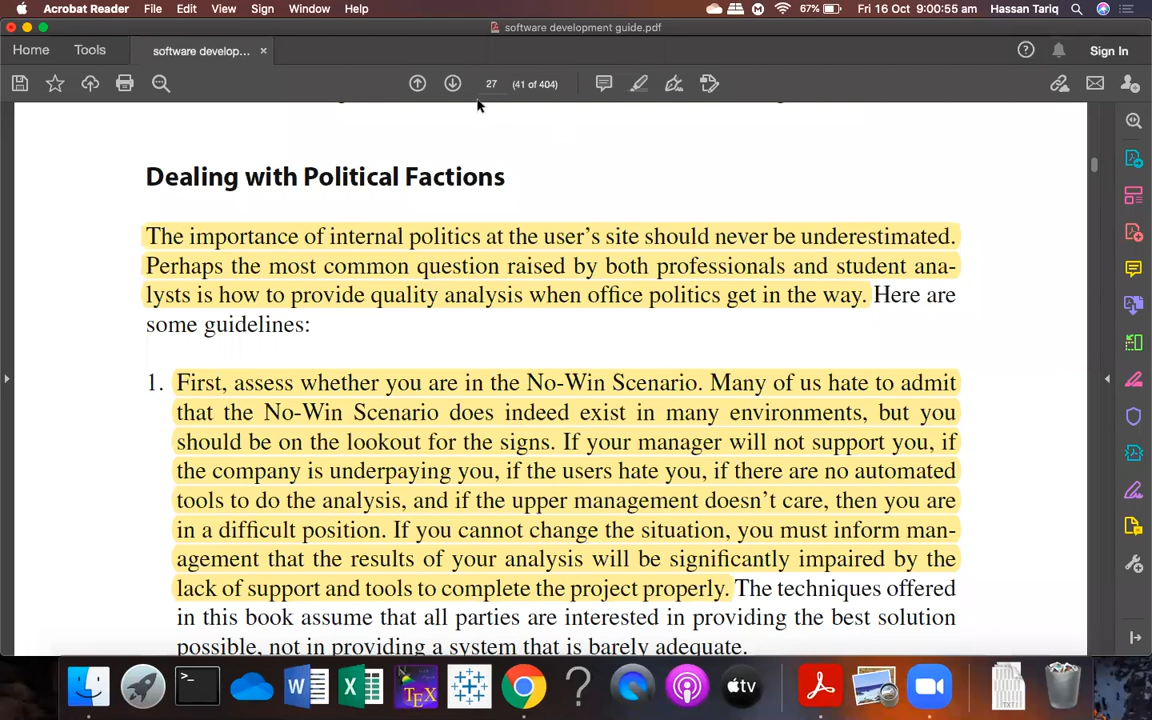 Acrobat Reader File Edit View Sign Window Help 67% Fri 16 Oct 9:00:55 am Hassan Tariq
software development guide.pdf
Home Tools software develop... × Sign In
27 (41 of 404)
Dealing with Political Factions
The importance of internal politics at the user's site should never be underestimated.
Perhaps the most common question raised by both professionals and student ana-
lysts is how to provide quality analysis when office politics get in the way. Here are
some guidelines:
1. First, assess whether you are in the No-Win Scenario. Many of us hate to admit
that the No-Win Scenario does indeed exist in many environments, but you
should be on the lookout for the signs. If your manager will not support you, if
the company is underpaying you, if the users hate you, if there are no automated
tools to do the analysis, and if the upper management doesn't care, then you are
in a difficult position. If you cannot change the situation, you must inform man-
agement that the results of your analysis will be significantly impaired by the
lack of support and tools to complete the project properly. The techniques offered
in this book assume that all parties are interested in providing the best solution
possible, not in providing a system that is barely adequate.
TEX
tv
TXT